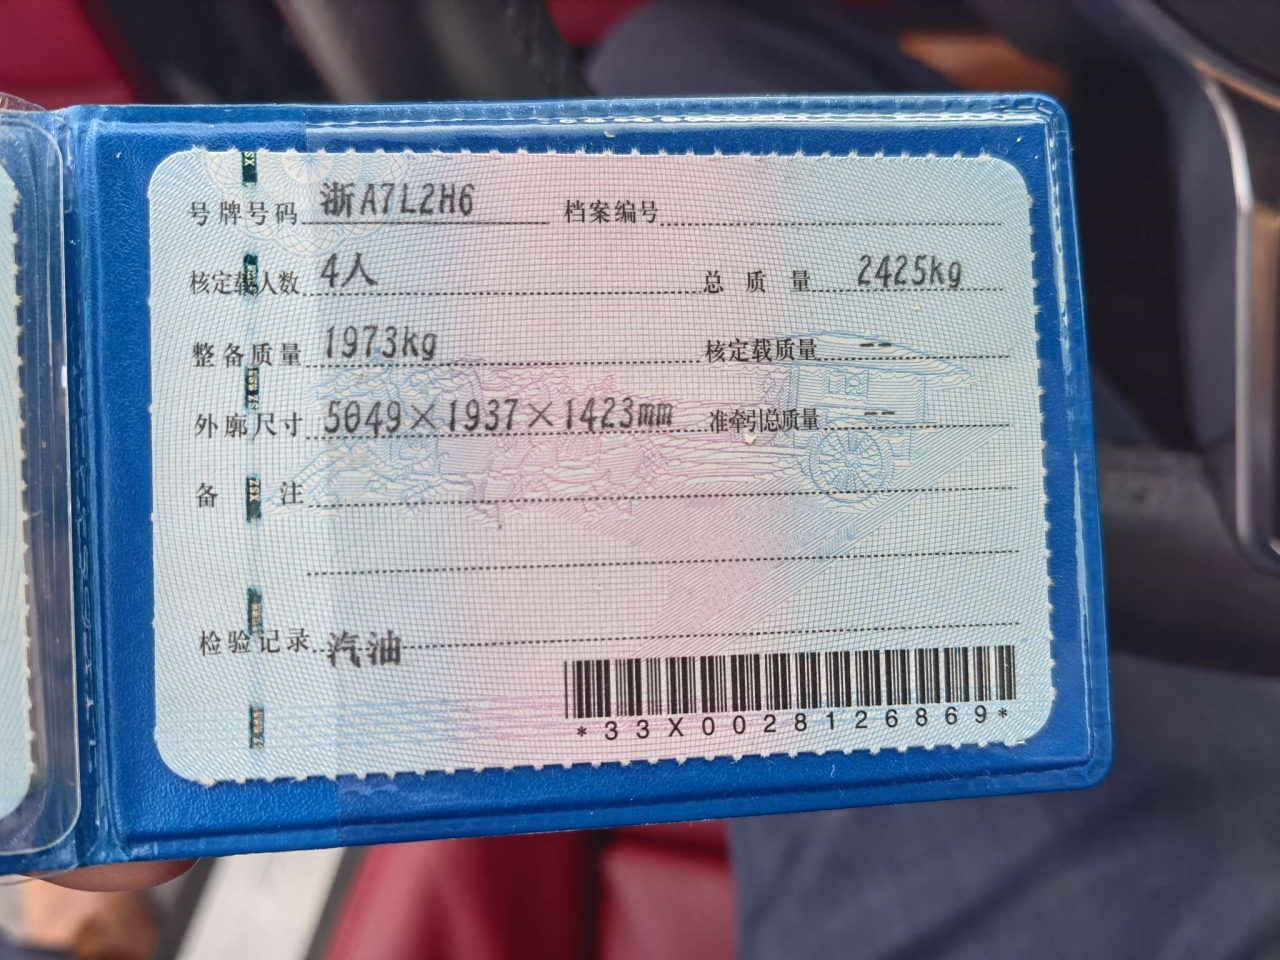 号牌号码 浙A7L2H6 档案编号
核定载人数 4人 总质量 2425kg
整备质量 1973kg 核定载质量 --
外廓尺寸 5049×1937×1423mm 准牵引总质量 --
备注
检验记录 汽油
*33X0028126869*